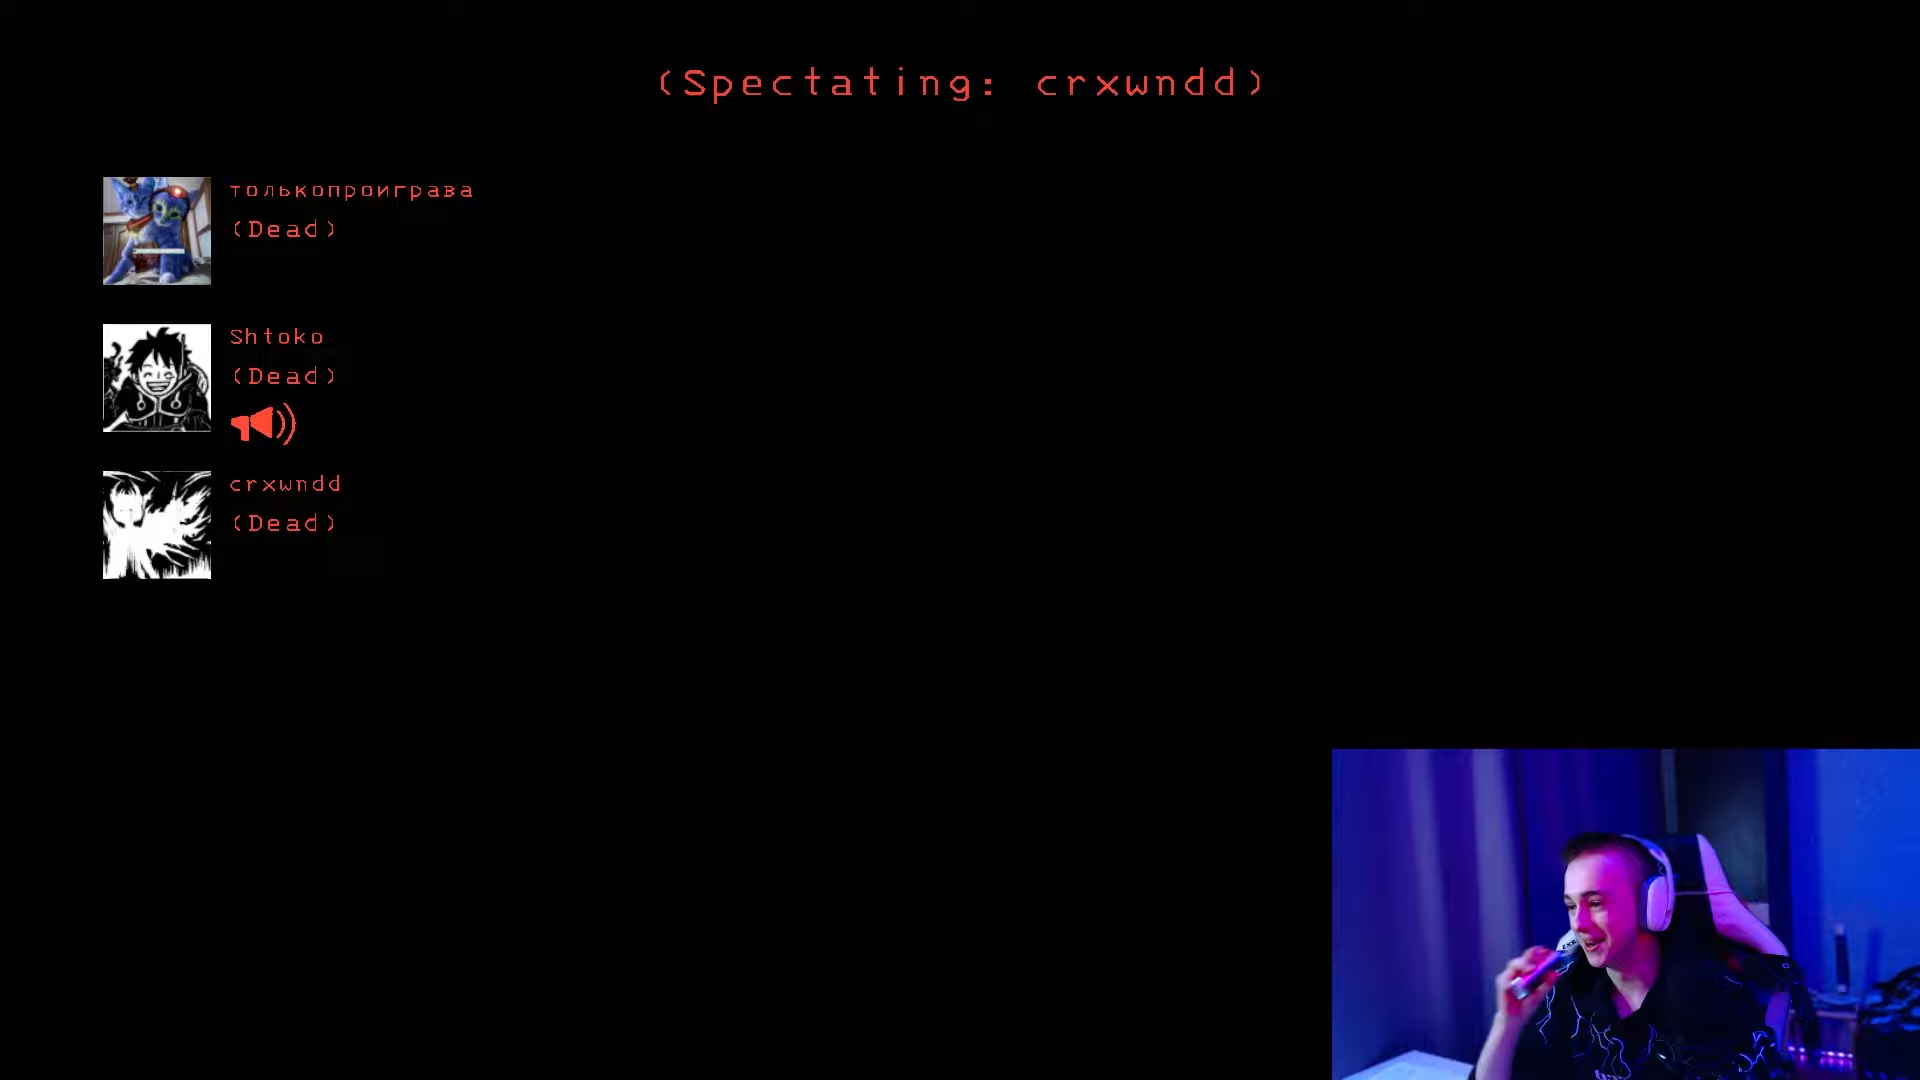 (Spectating: crxwndd)
толькопроиграва
(Dead)
Shtoko
(Dead)
crxwndd
(Dead)